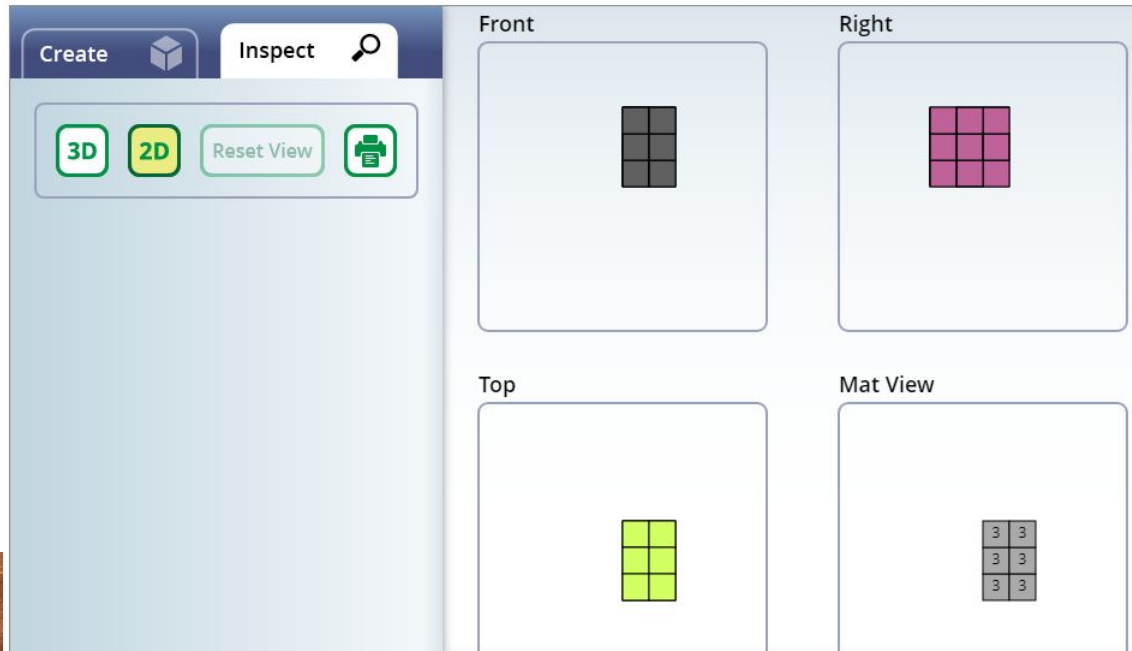 Create
Inspect
3D
2D
Reset View
Front
Right
Top
Mat View
3 3
3 3
3 3